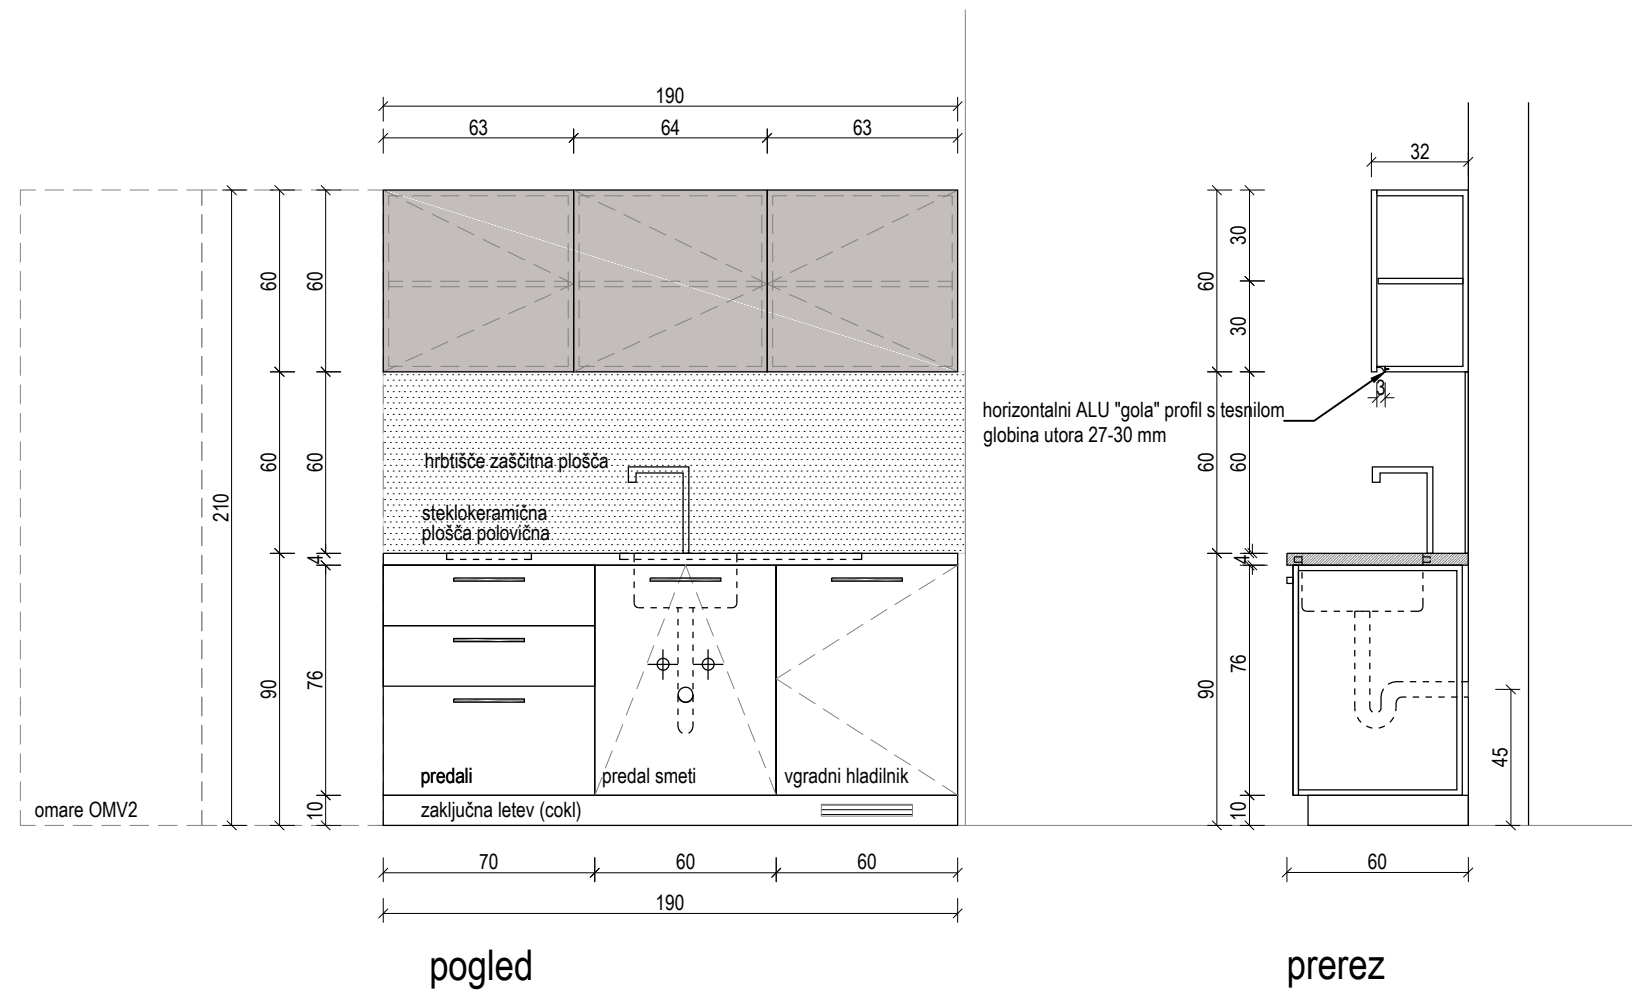 190
63 64 63
32
60 60
60 30
30
3
horizontalni ALU "gola" profil s tesnilom
globina utora 27-30 mm
hrbtišče zaščitna plošča
steklokeramična
plošča polovična
210
60 60
60 60
4
4
90 76
90 76
45
predali predal smeti vgradni hladilnik
omare OMV2
10 zaključna letev (cokl)
10
70 60 60
60
190
pogled
prerez